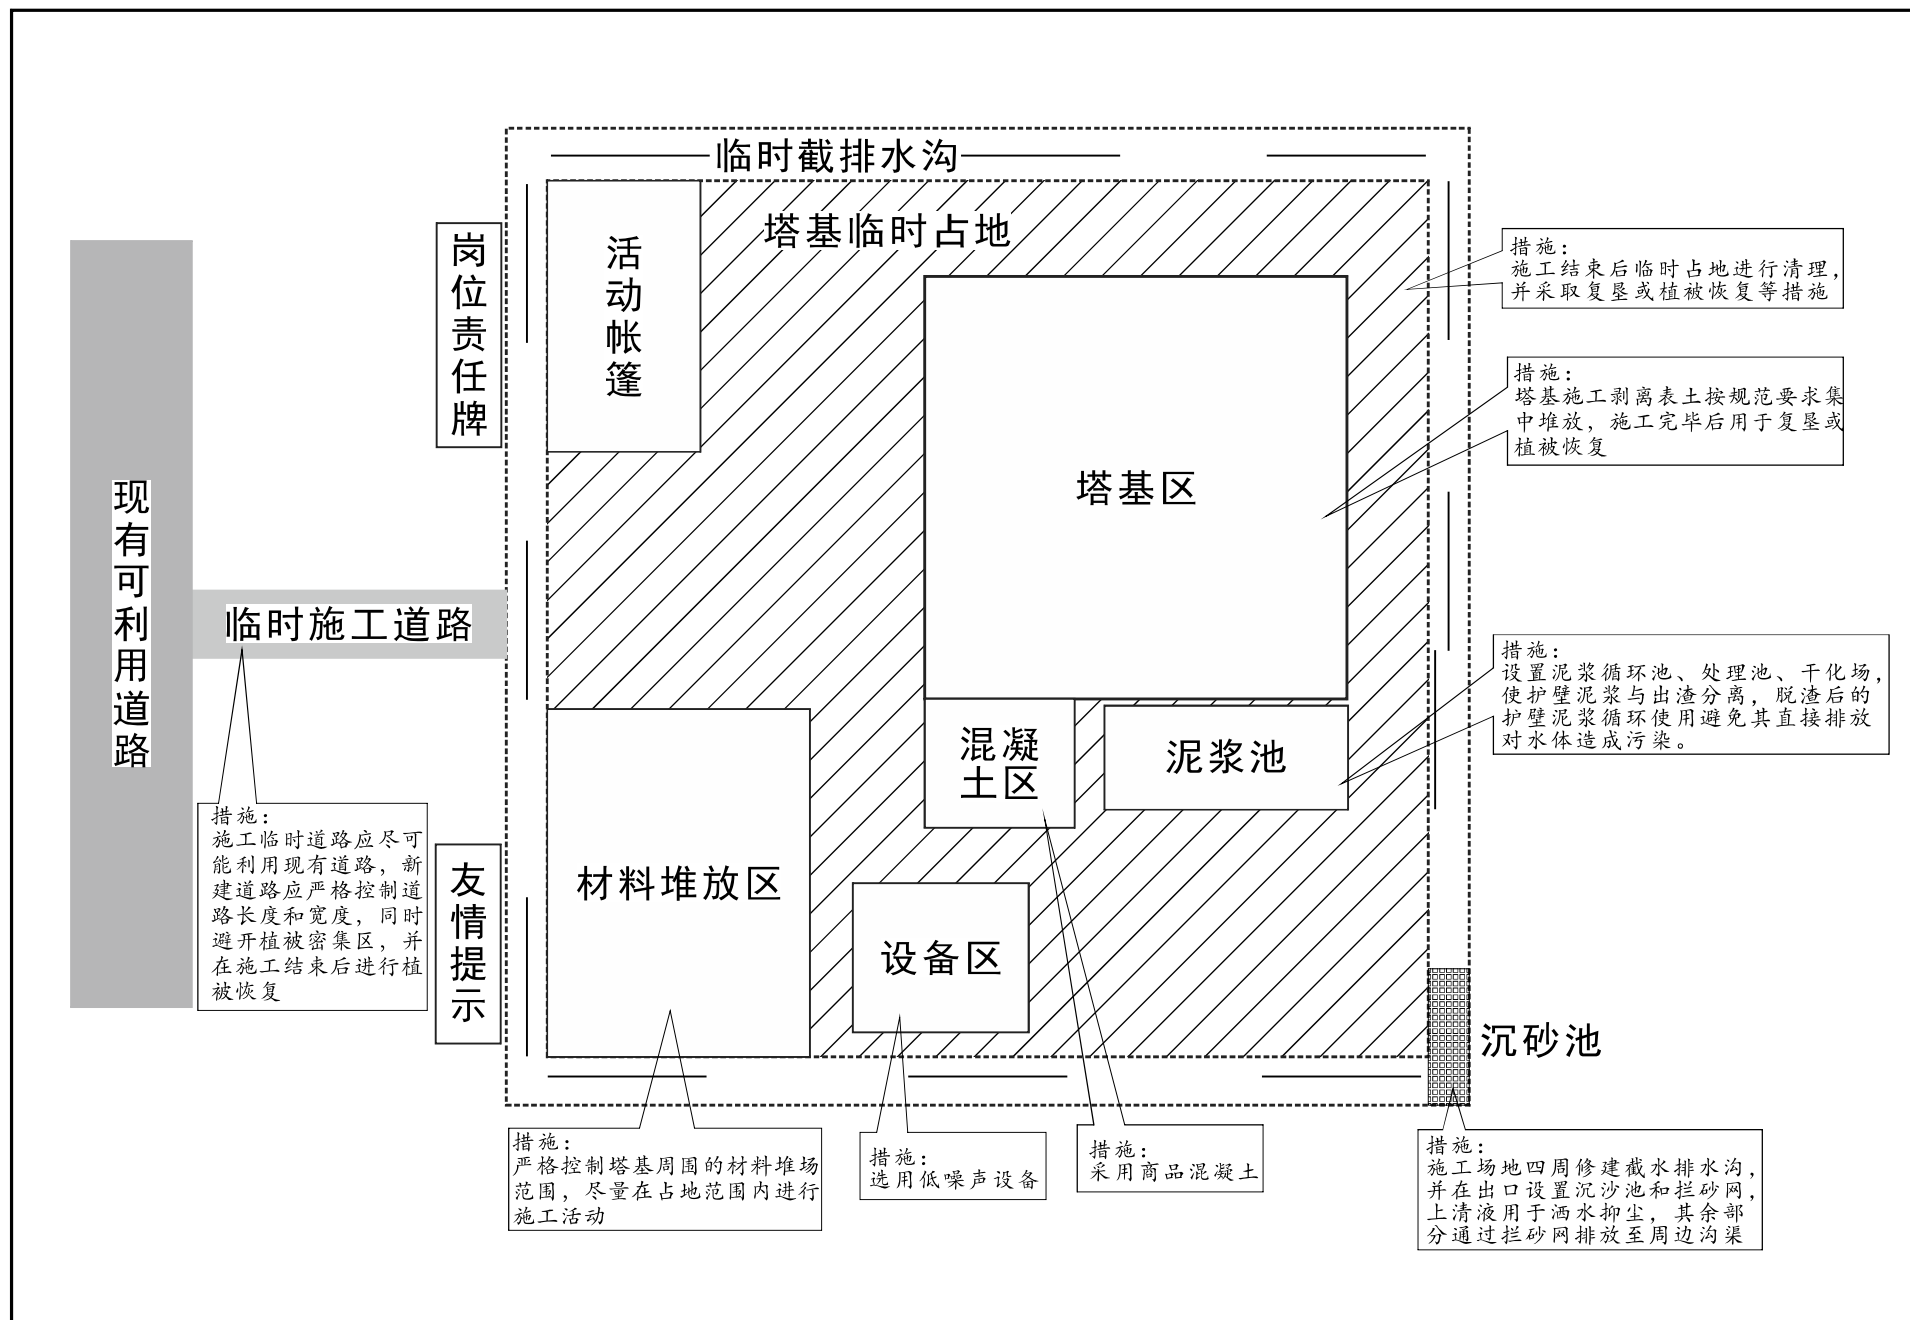 临时截排水沟
塔基临时占地
岗位责任牌
活动帐篷
措施：
施工结束后临时占地进行清理，
并采取复垦或植被恢复等措施
措施：
塔基施工剥离表土按规范要求集
中堆放，施工完毕后用于复垦或
植被恢复
塔基区
现有可利用道路
临时施工道路
措施：
设置泥浆循环池、处理池、干化场，
使护壁泥浆与出渣分离，脱渣后的
护壁泥浆循环使用避免其直接排放
对水体造成污染。
混凝
土区
泥浆池
措施：
施工临时道路应尽可
能利用现有道路，新
建道路应严格控制道
路长度和宽度，同时
避开植被密集区，并
在施工结束后进行植
被恢复
友情提示
材料堆放区
设备区
沉砂池
措施：
严格控制塔基周围的材料堆场
范围，尽量在占地范围内进行
施工活动
措施：
选用低噪声设备
措施：
采用商品混凝土
措施：
施工场地四周修建截水排水沟，
并在出口设置沉沙池和拦砂网，
上清液用于洒水抑尘，其余部
分通过拦砂网排放至周边沟渠